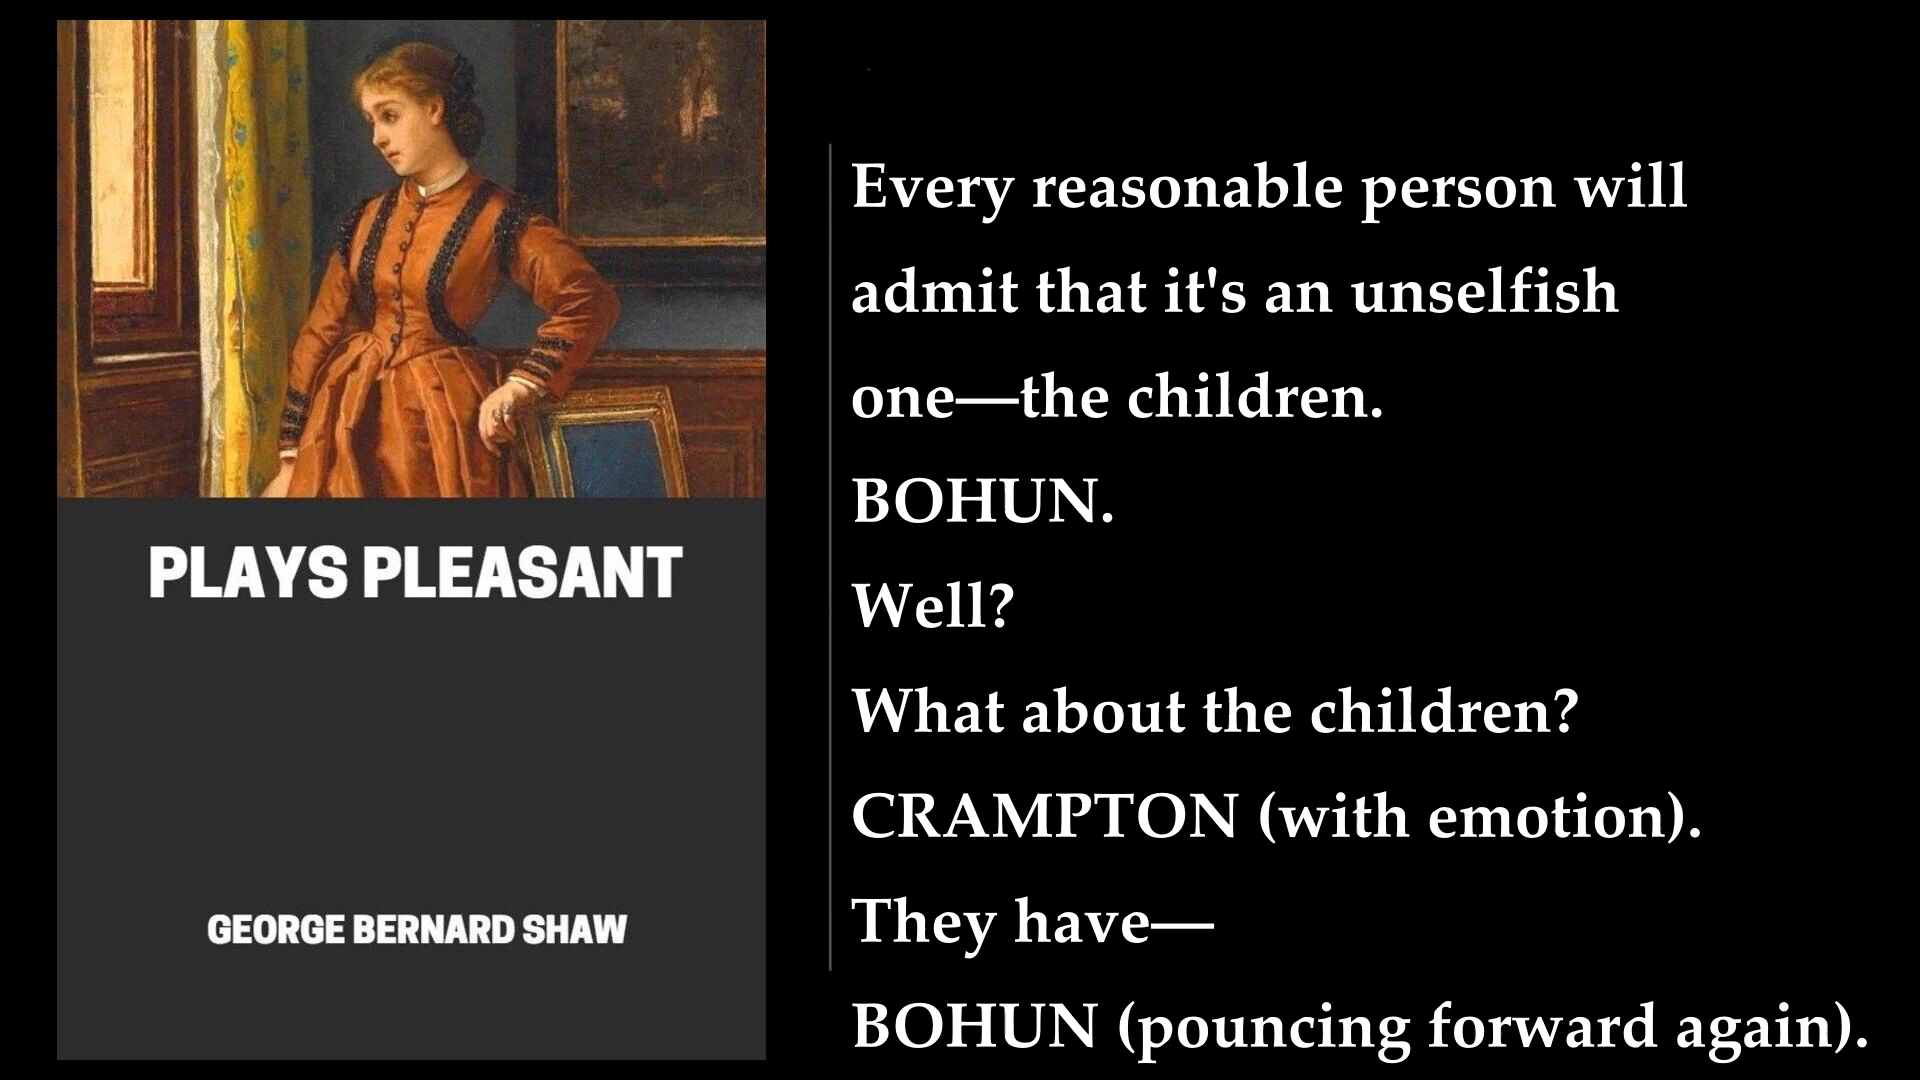 PLAYS PLEASANT
GEORGE BERNARD SHAW
Every reasonable person will
admit that it's an unselfish
one—the children.
BOHUN.
Well?
What about the children?
CRAMPTON (with emotion).
They have—
BOHUN (pouncing forward again).